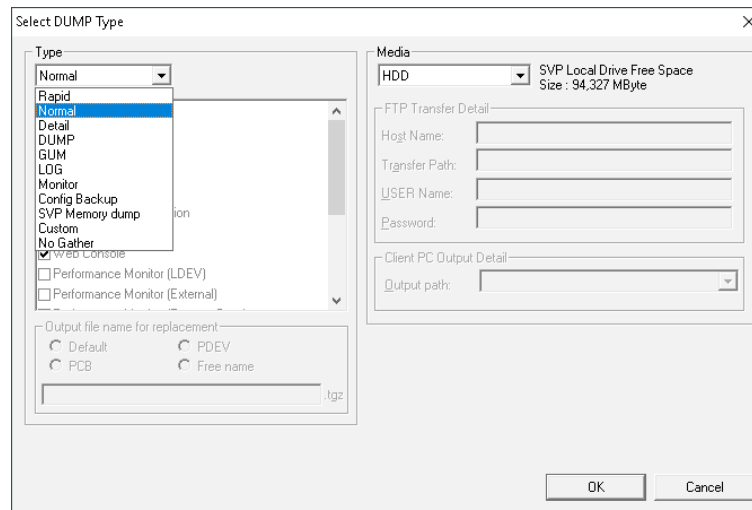 Select DUMP Type
Type
Normal
Rapid
Normal
Detail
DUMP
GUM
LOG
Monitor
Config Backup
SVP Memory dump
Custom
No Gather
ion
Web Console
Performance Monitor (LDEV)
Performance Monitor (External)
Output file name for replacement
Default PDEV
PCB Free name
.tgz
Media
HDD
SVP Local Drive Free Space
Size : 94,327 MByte
FTP Transfer Detail
Host Name:
Transfer Path:
USER Name:
Password:
Client PC Output Detail
Output path:
OK Cancel